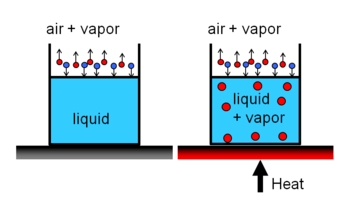 air + vapor
air + vapor
liquid
liquid
+ vapor
Heat